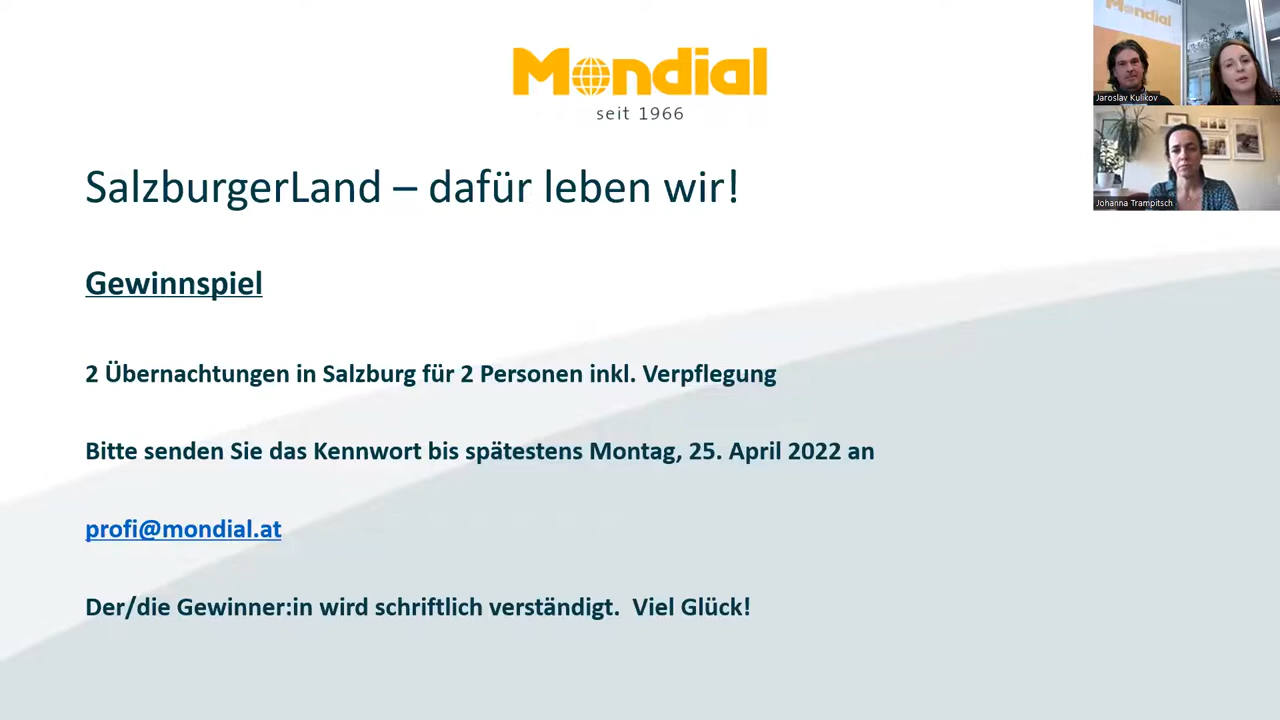 Mondial
seit 1966
Mondial
Jaroslav Kulikov
Johanna Trampitsch
SalzburgerLand – dafür leben wir!
Gewinnspiel
2 Übernachtungen in Salzburg für 2 Personen inkl. Verpflegung
Bitte senden Sie das Kennwort bis spätestens Montag, 25. April 2022 an
profi@mondial.at
Der/die Gewinner:in wird schriftlich verständigt.  Viel Glück!